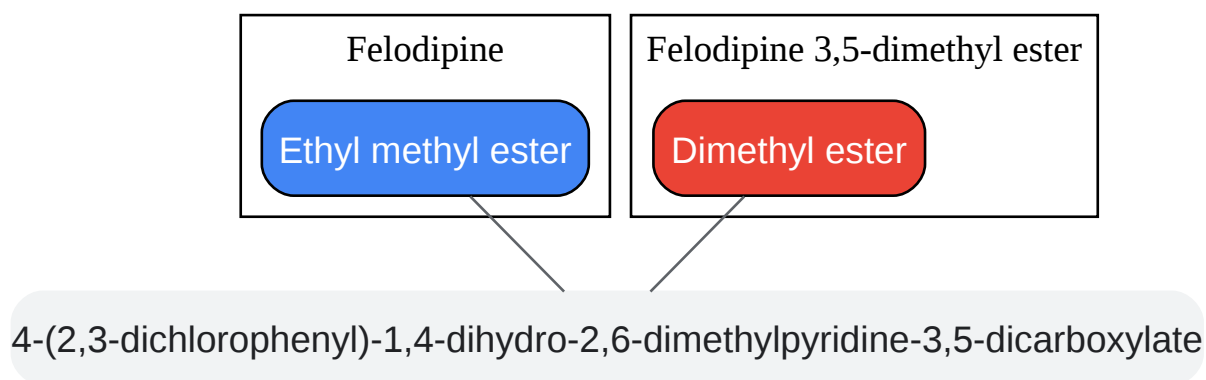 Felodipine
Felodipine 3,5-dimethyl ester
Ethyl methyl ester
Dimethyl ester
4-(2,3-dichlorophenyl)-1,4-dihydro-2,6-dimethylpyridine-3,5-dicarboxylate